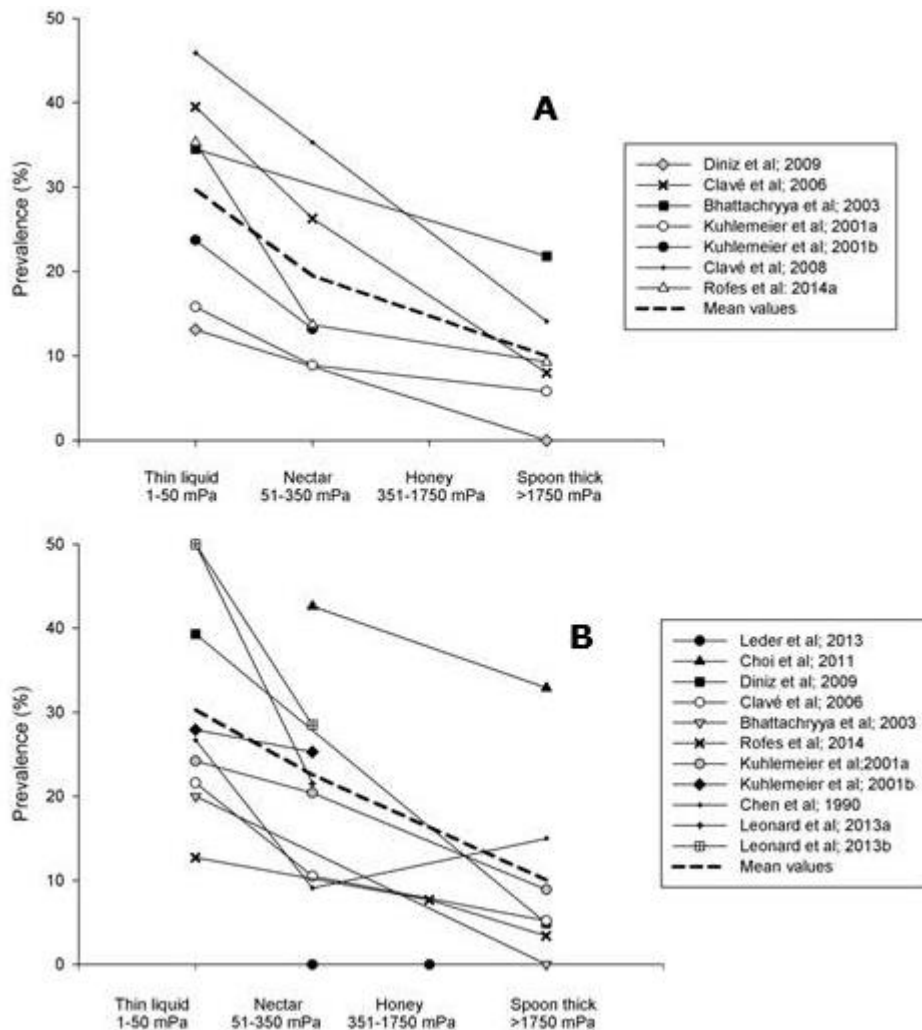 50
A
40
30
20
10
0
Prevalence (%)
Diniz et al; 2009
Clavé et al; 2006
Bhattachryya et al; 2003
Kuhlemeier et al; 2001a
Kuhlemeier et al; 2001b
Clavé et al; 2008
Rofes et al: 2014a
Mean values
Thin liquid
1-50 mPa
Nectar
51-350 mPa
Honey
351-1750 mPa
Spoon thick
>1750 mPa
50
B
40
30
20
10
0
Prevalence (%)
Leder et al; 2013
Choi et al; 2011
Diniz et al; 2009
Clavé et al; 2006
Bhattachryya et al; 2003
Rofes et al; 2014
Kuhlemeier et al;2001a
Kuhlemeier et al; 2001b
Chen et al; 1990
Leonard et al; 2013a
Leonard et al; 2013b
Mean values
Thin liquid
1-50 mPa
Nectar
51-350 mPa
Honey
351-1750 mPa
Spoon thick
>1750 mPa